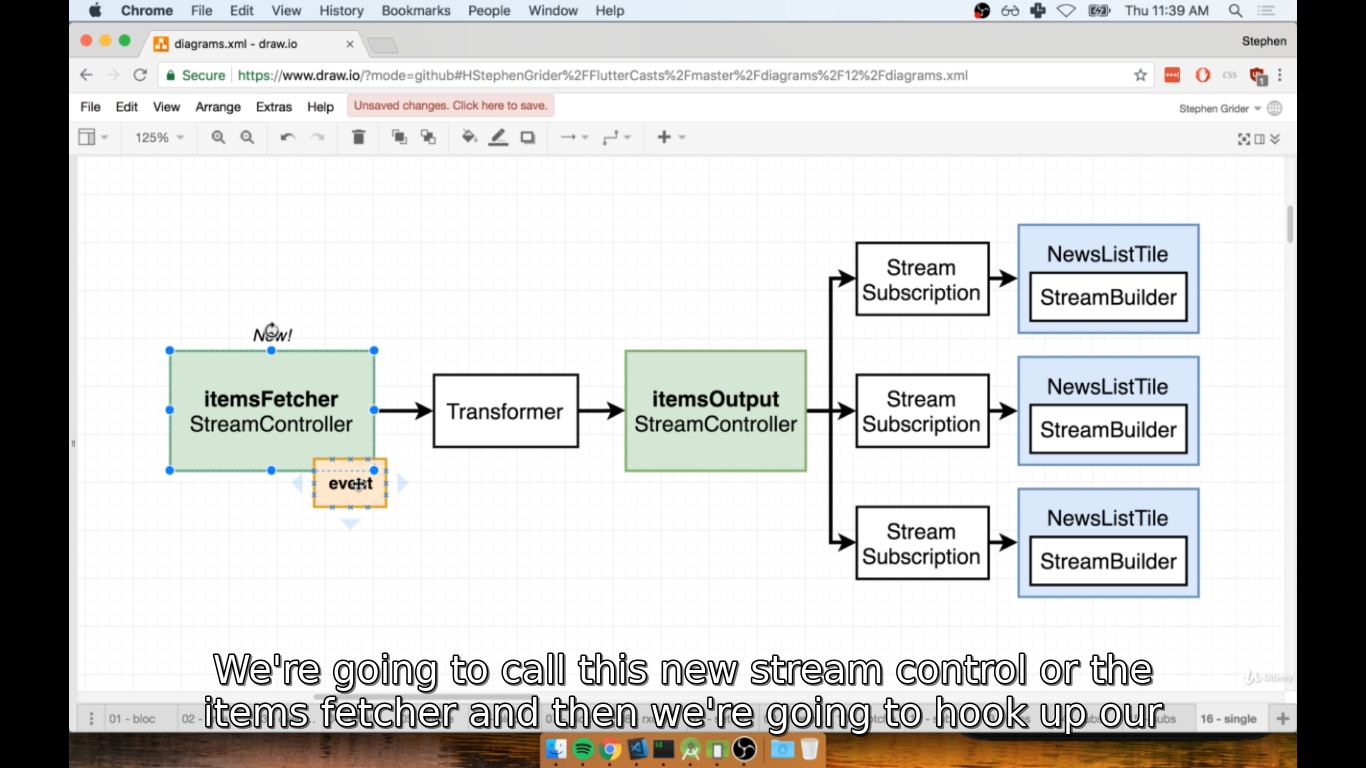 Chrome File Edit View History Bookmarks People Window Help Thu 11:39 AM
diagrams.xml - draw.io Stephen
Secure https://www.draw.io/?mode=github#HStephenGrider%2FFlutterCasts%2Fmaster%2Fdiagrams%2F12%2Fdiagrams.xml
File Edit View Arrange Extras Help Unsaved changes. Click here to save. Stephen Grider
125%
NewsListTile
StreamBuilder
Stream
Subscription
New!
itemsFetcher
StreamController
event
Transformer
itemsOutput
StreamController
Stream
Subscription
NewsListTile
StreamBuilder
Stream
Subscription
NewsListTile
StreamBuilder
We're going to call this new stream control or the
items fetcher and then we're going to hook up our
Udemy
01 - bloc 16 - single